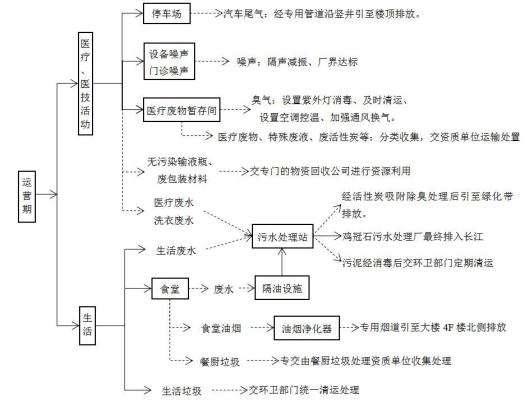 停车场
汽车尾气：经专用管道沿竖井引至楼顶排放。
医疗、医技活动
设备噪声
门诊噪声
噪声：隔声减振、厂界达标
医疗废物暂存间
臭气：设置紫外灯消毒、及时清运、
设置空调控温、加强通风换气。
医疗废物、特殊废液、废活性炭等：分类收集，交资质单位运输处置
无污染输液瓶、
废包装材料
交专门的物资回收公司进行资源利用
运营期
医疗废水
洗衣废水
生活废水
污水处理站
经活性炭吸附除臭处理后引至绿化带
排放。
鸡冠石污水处理厂最终排入长江
污泥经消毒后交环卫部门定期清运
生活
食堂
废水
隔油设施
食堂油烟
油烟净化器
专用烟道引至大楼 4F 楼北侧排放
餐厨垃圾
专交由餐厨垃圾处理资质单位收集处理
生活垃圾
交环卫部门统一清运处理